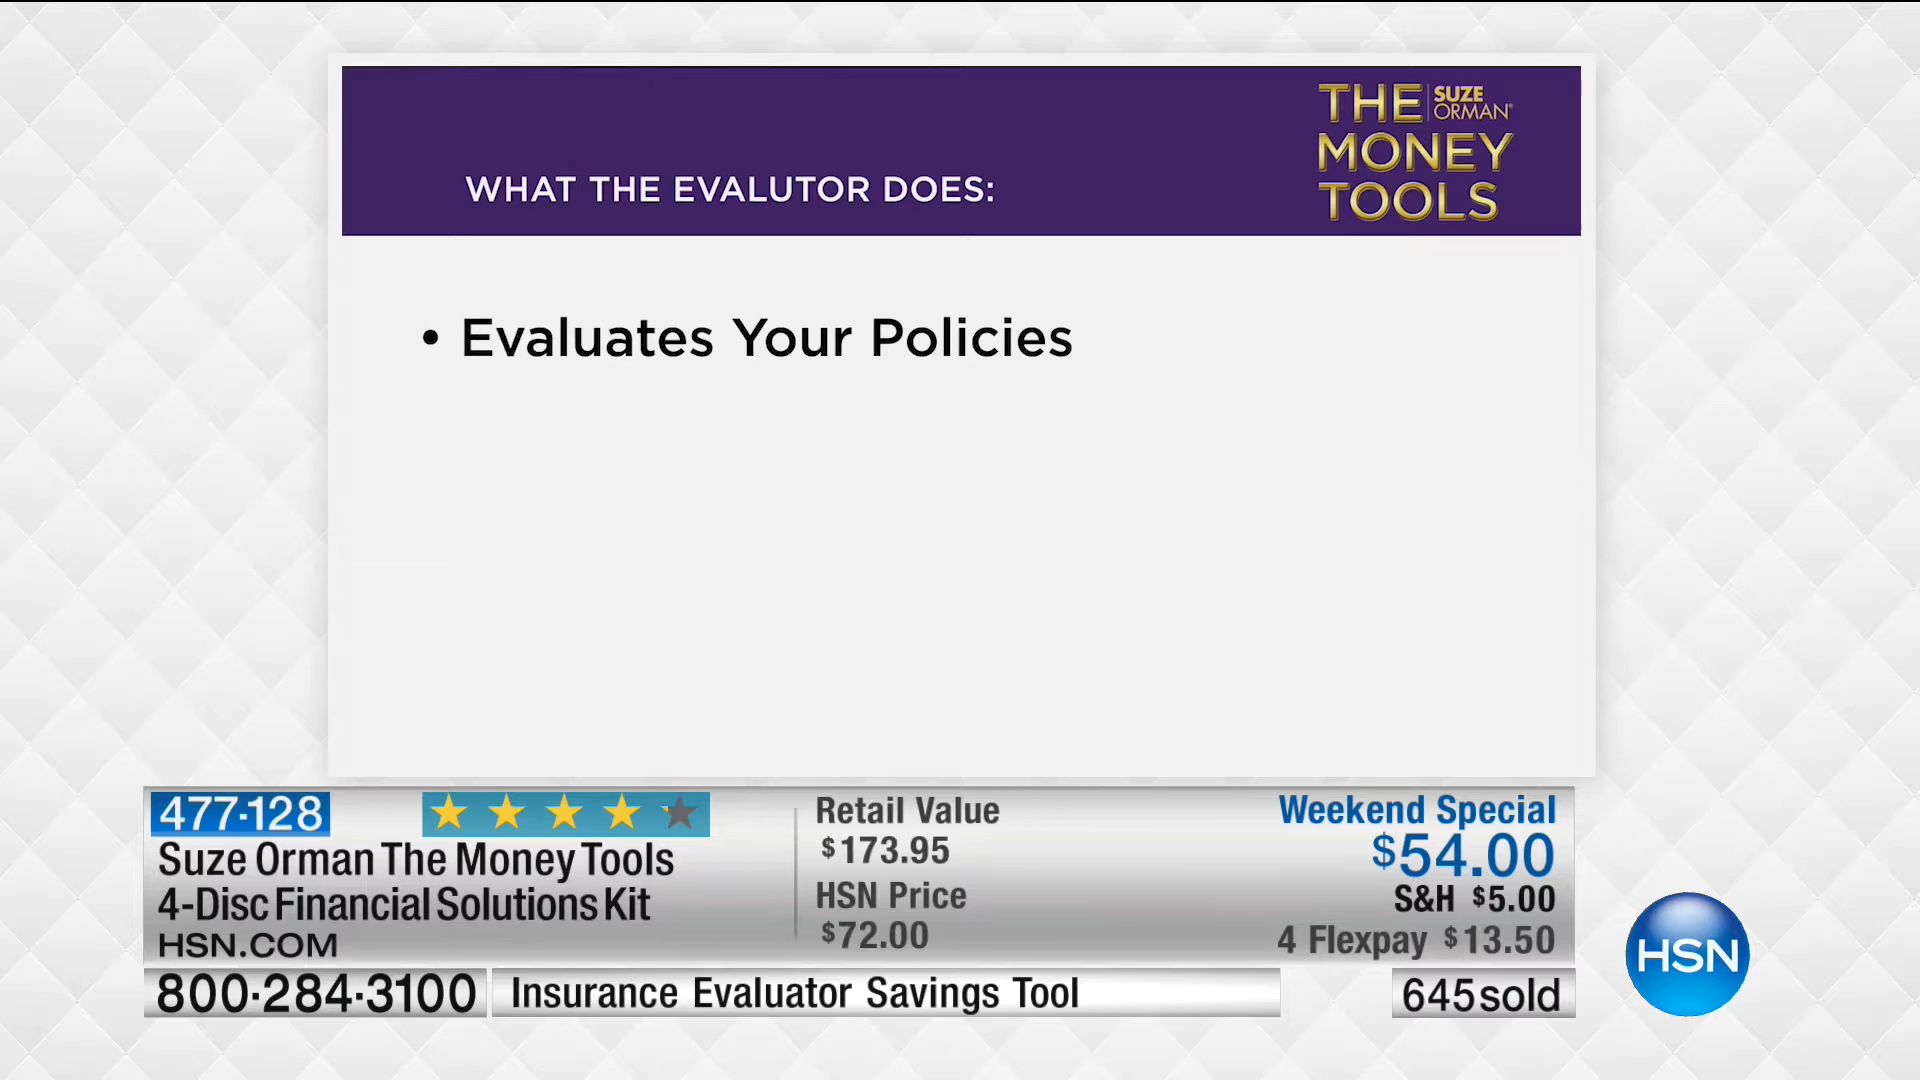 THE SUZE ORMAN®
MONEY
TOOLS
WHAT THE EVALUTOR DOES:
• Evaluates Your Policies
477-128
Suze Orman The Money Tools
4-Disc Financial Solutions Kit
HSN.COM
Retail Value
$173.95
HSN Price
$72.00
Weekend Special
$54.00
S&H $5.00
4 Flexpay $13.50
800·284·3100
Insurance Evaluator Savings Tool
645 sold
HSN